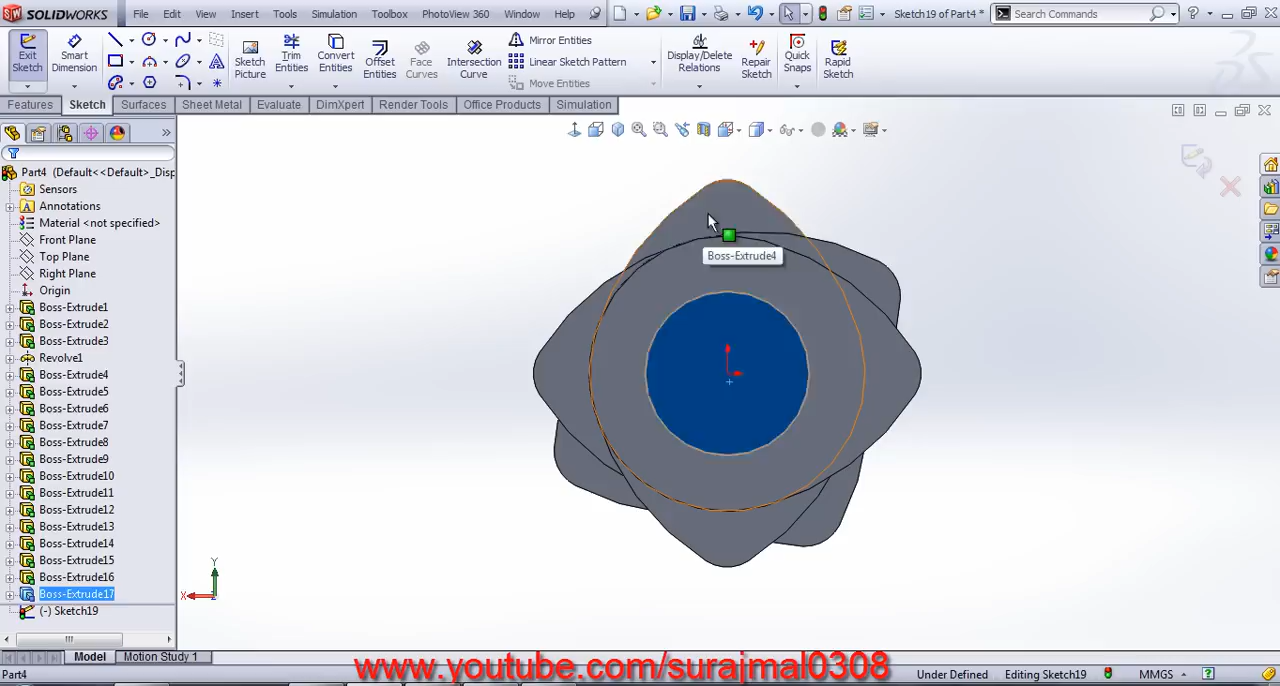 SOLIDWORKS
File Edit View Insert Tools Simulation Toolbox PhotoView 360 Window Help
Sketch19 of Part4 *
Search Commands
Exit Sketch
Smart Dimension
Sketch Picture
Trim Entities
Convert Entities
Offset Entities
Face Curves
Intersection Curve
Mirror Entities
Linear Sketch Pattern
Move Entities
Display/Delete Relations
Repair Sketch
Quick Snaps
Rapid Sketch
Features Sketch Surfaces Sheet Metal Evaluate DimXpert Render Tools Office Products Simulation
Part4 (Default<<Default>_Disp
Sensors
Annotations
Material <not specified>
Front Plane
Top Plane
Right Plane
Origin
Boss-Extrude1
Boss-Extrude2
Boss-Extrude3
Revolve1
Boss-Extrude4
Boss-Extrude5
Boss-Extrude6
Boss-Extrude7
Boss-Extrude8
Boss-Extrude9
Boss-Extrude10
Boss-Extrude11
Boss-Extrude12
Boss-Extrude13
Boss-Extrude14
Boss-Extrude15
Boss-Extrude16
Boss-Extrude17
(-) Sketch19
Boss-Extrude4
Y
X
Model Motion Study 1
www.youtube.com/surajmal0308
Part4
Under Defined Editing Sketch19 MMGS